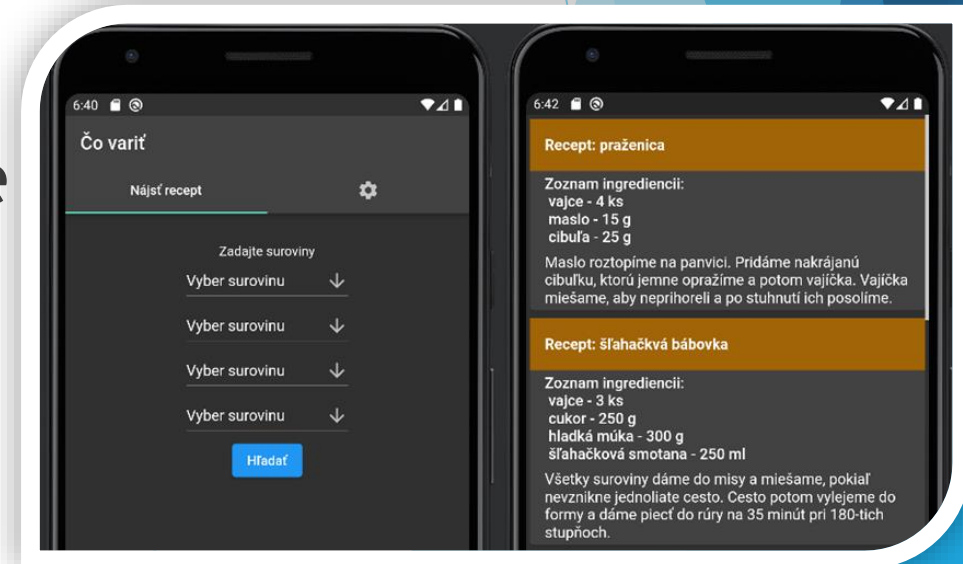 e
6:40
Čo variť
Nájsť recept
Zadajte suroviny
Vyber surovinu
Vyber surovinu
Vyber surovinu
Vyber surovinu
Hľadať
6:42
Recept: praženica
Zoznam ingrediencii:
vajce - 4 ks
maslo - 15 g
cibuľa - 25 g
Maslo roztopíme na panvici. Pridáme nakrájanú
cibuľku, ktorú jemne opražíme a potom vajíčka. Vajíčka
miešame, aby neprihoreli a po stuhnutí ich posolíme.
Recept: šľahačkvá bábovka
Zoznam ingrediencii:
vajce - 3 ks
cukor - 250 g
hladká múka - 300 g
šľahačková smotana - 250 ml
Všetky suroviny dáme do misy a miešame, pokiaľ
nevznikne jednoliate cesto. Cesto potom vylejeme do
formy a dáme piecť do rúry na 35 minút pri 180-tich
stupňoch.